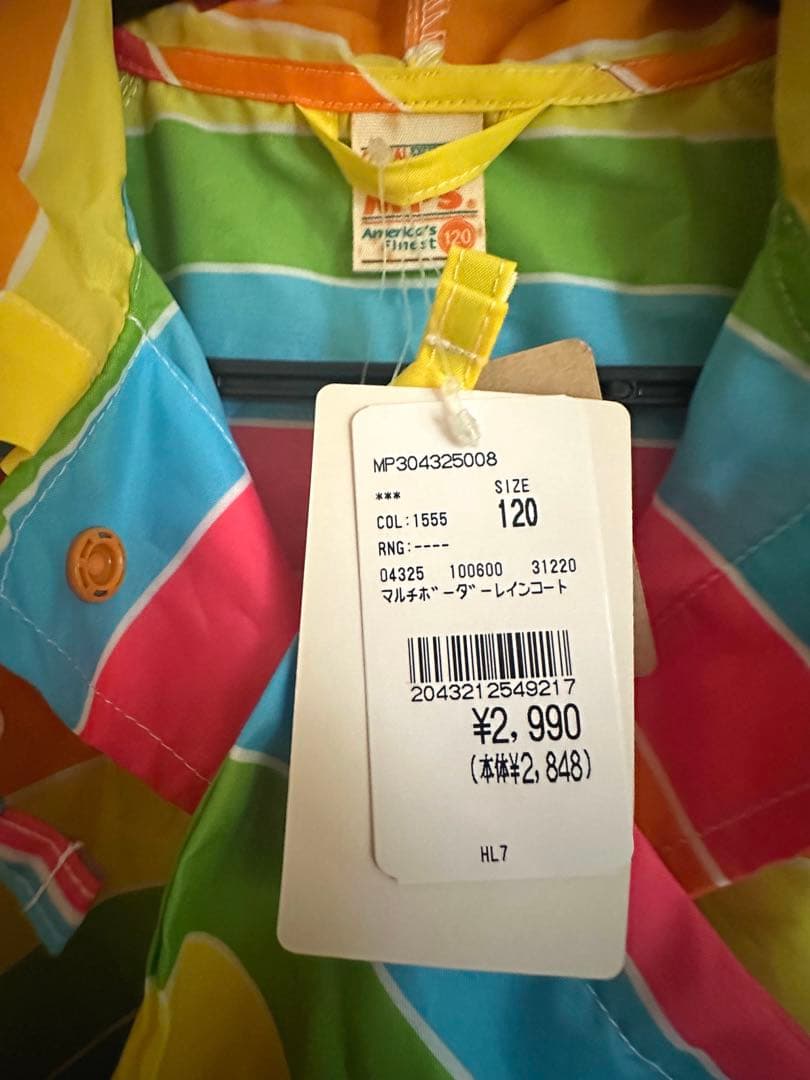 America's
Finest
120
MP304325008
***
SIZE
COL:1555
120
RNG:----
04325 100600 31220
マルチボーダーレインコート
2043212549217
¥2,990
(本体¥2,848)
HL7